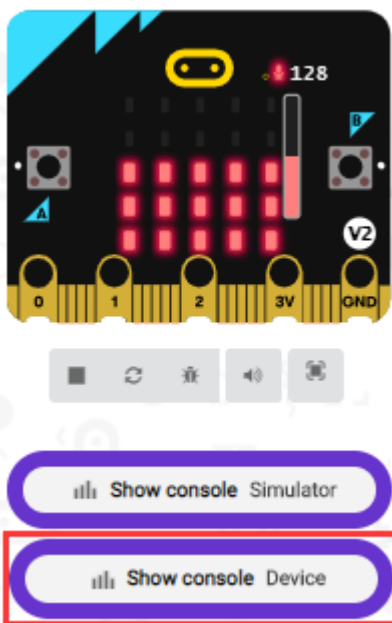 128
B
A
V2
0 1 2 3V GND
Show console Simulator
Show console Device